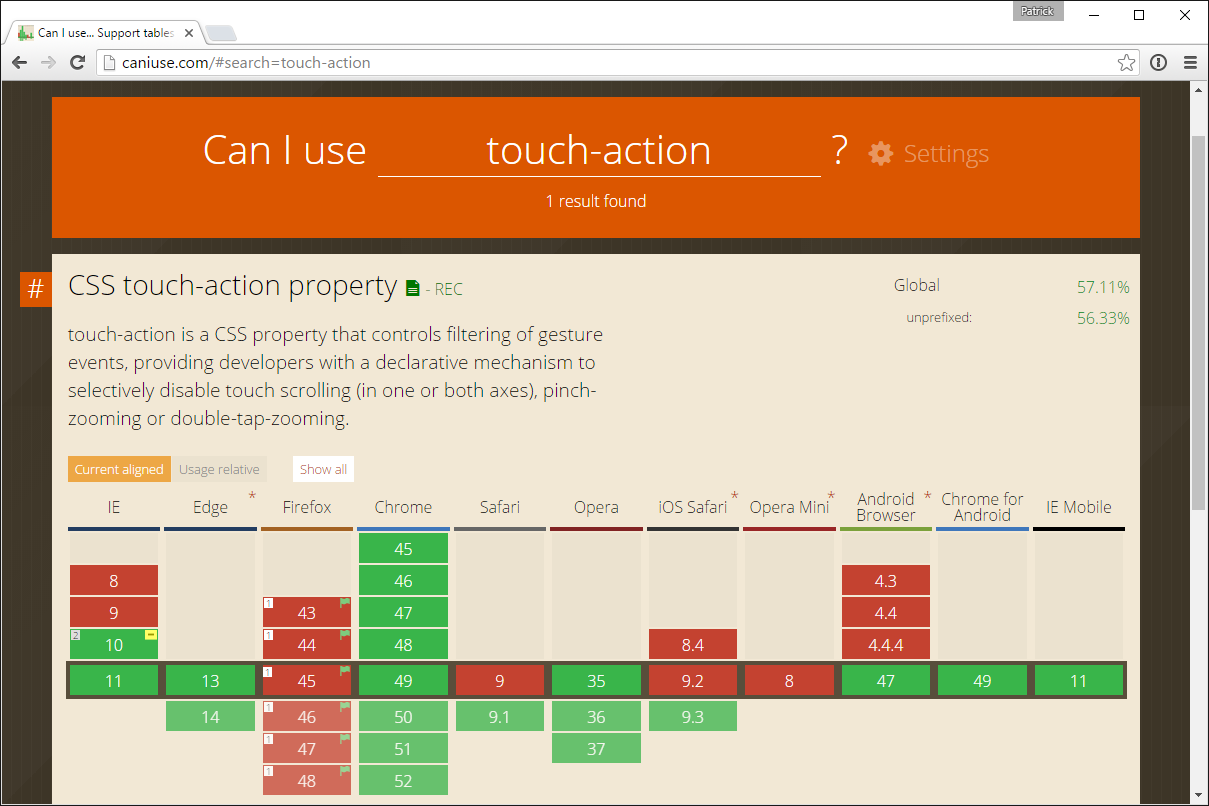 Patrick
Can I use... Support tables
caniuse.com/#search=touch-action
Can I use touch-action ? Settings
1 result found
#
CSS touch-action property - REC
Global 57.11%
unprefixed: 56.33%
touch-action is a CSS property that controls filtering of gesture
events, providing developers with a declarative mechanism to
selectively disable touch scrolling (in one or both axes), pinch-
zooming or double-tap-zooming.
Current aligned Usage relative Show all
IE Edge * Firefox Chrome Safari Opera iOS Safari * Opera Mini * Android Browser * Chrome for Android IE Mobile
45
8 46 4.3
9 1 43 47 4.4
2 10 1 44 48 8.4 4.4.4
11 13 1 45 49 9 35 9.2 8 47 49 11
14 1 46 50 9.1 36 9.3
1 47 51 37
1 48 52